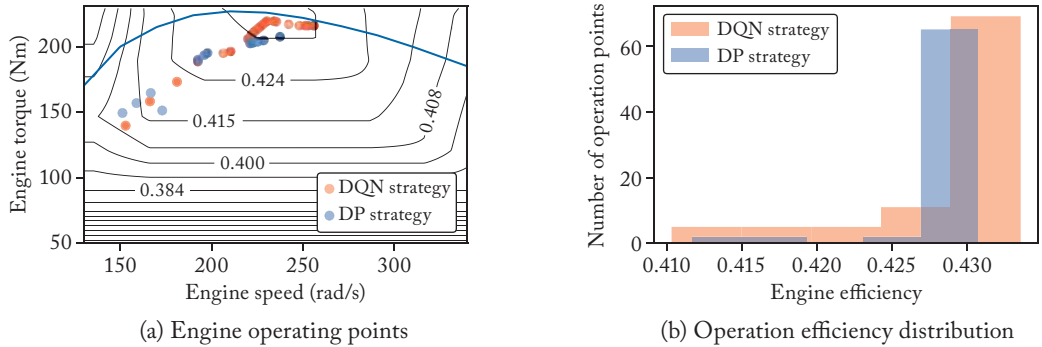 Engine torque (Nm)
200
150
100
50
0.424
0.415
0.408
0.400
0.384
DQN strategy
DP strategy
150
200
250
300
Engine speed (rad/s)
(a) Engine operating points
Number of operation points
60
40
20
0
DQN strategy
DP strategy
0.410
0.415
0.420
0.425
0.430
Engine efficiency
(b) Operation efficiency distribution